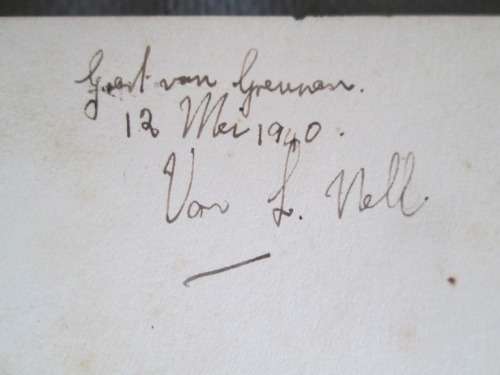 Geert van Grennen.
12 Mei 1940.
Van L. Nell.